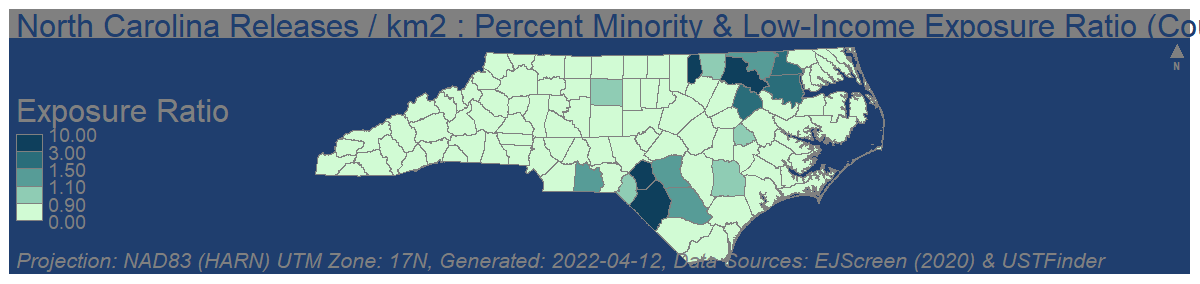 North Carolina Releases / km2 : Percent Minority & Low-Income Exposure Ratio (Cou
N
Exposure Ratio
10.00
3.00
1.50
1.10
0.90
0.00
Projection: NAD83 (HARN) UTM Zone: 17N, Generated: 2022-04-12, Data Sources: EJScreen (2020) & USTFinder